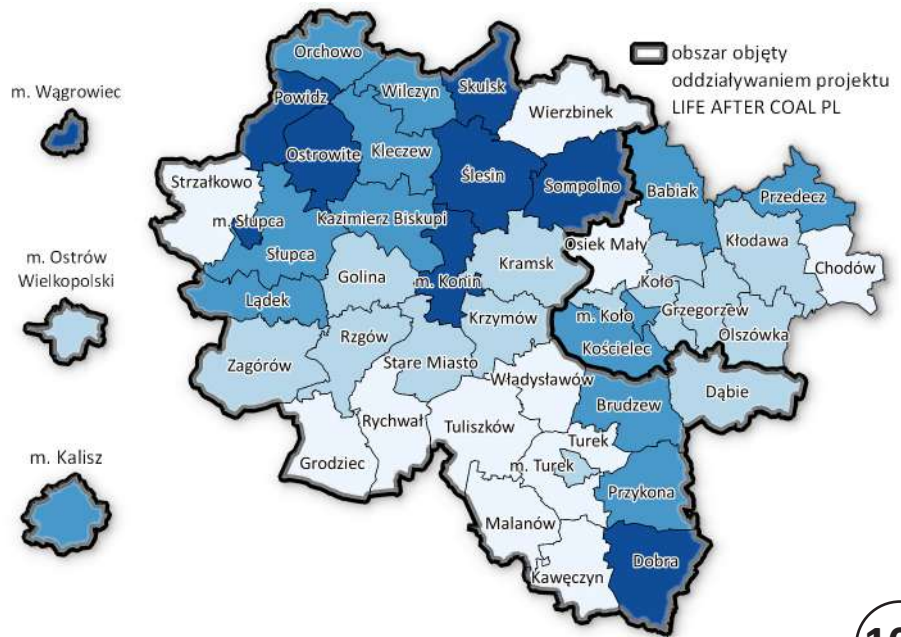 m. Wągrowiec
m. Ostrów
Wielkopolski
m. Kalisz
obszar objęty
oddziaływaniem projektu
LIFE AFTER COAL PL
Orchowo
Powidz
Wilczyn
Skulsk
Wierzbinek
Ostrowite
Kleczew
Ślesin
Sompolno
Strzałkowo
m. Słupca
Słupca
Kazimierz Biskupi
Babiak
Przedecz
Osiek Mały
Kłodawa
Chodów
Golina
m. Konin
Kramsk
Koło
Lądek
Krzymów
m. Koło
Grzegorzew
Olszówka
Kościelec
Rzgów
Zagórów
Stare Miasto
Władysławów
Dąbie
Brudzew
Rychwał
Tuliszków
Turek
Grodziec
m. Turek
Przykona
Malanów
Dobra
Kawęczyn